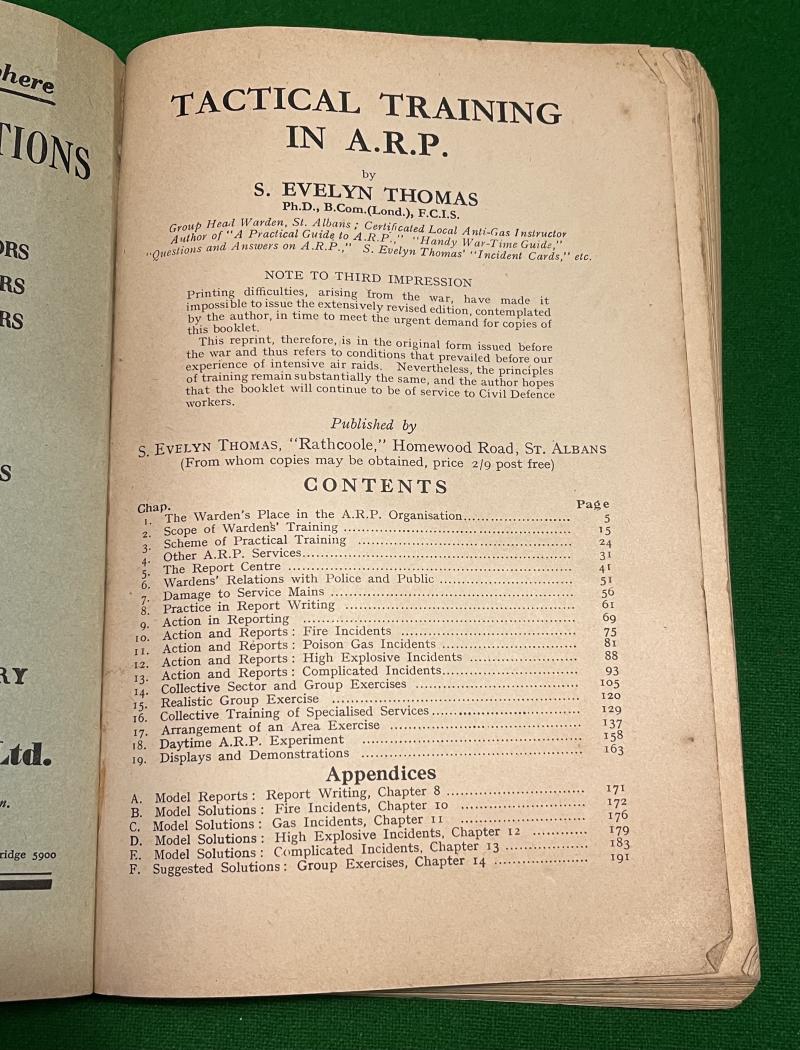 here
TIONS
ORS
RS
RS
S
RY
Ltd.
n.
ridge 5900
TACTICAL TRAINING
IN A.R.P.
by
S. EVELYN THOMAS
Ph.D., B.Com.(Lond.), F.C.I.S.
Group Head Warden, St. Albans; Certificated Local Anti-Gas Instructor
Author of "A Practical Guide to A.R.P.," "Handy War-Time Guide,"
"Questions and Answers on A.R.P.," S. Evelyn Thomas' "Incident Cards," etc.
NOTE TO THIRD IMPRESSION
Printing difficulties, arising from the war, have made it
impossible to issue the extensively revised edition, contemplated
by the author, in time to meet the urgent demand for copies of
this booklet.
This reprint, therefore, is in the original form issued before
the war and thus refers to conditions that prevailed before our
experience of intensive air raids. Nevertheless, the principles
of training remain substantially the same, and the author hopes
that the booklet will continue to be of service to Civil Defence
workers.
Published by
S. EVELYN THOMAS, "Rathcoole," Homewood Road, ST. ALBANS
(From whom copies may be obtained, price 2/9 post free)
CONTENTS
Chap. Page
1. The Warden's Place in the A.R.P. Organisation 5
2. Scope of Wardens' Training 15
3. Scheme of Practical Training 24
4. Other A.R.P. Services 31
5. The Report Centre 41
6. Wardens' Relations with Police and Public 51
7. Damage to Service Mains 56
8. Practice in Report Writing 61
9. Action in Reporting 69
10. Action and Reports: Fire Incidents 75
11. Action and Reports: Poison Gas Incidents 81
12. Action and Reports: High Explosive Incidents 88
13. Action and Reports: Complicated Incidents 93
14. Collective Sector and Group Exercises 105
15. Realistic Group Exercise 120
16. Collective Training of Specialised Services 129
17. Arrangement of an Area Exercise 137
18. Daytime A.R.P. Experiment 158
19. Displays and Demonstrations 163
Appendices
A. Model Reports: Report Writing, Chapter 8 171
B. Model Solutions: Fire Incidents, Chapter 10 172
C. Model Solutions: Gas Incidents, Chapter 11 176
D. Model Solutions: High Explosive Incidents, Chapter 12 179
E. Model Solutions: Complicated Incidents, Chapter 13 183
F. Suggested Solutions: Group Exercises, Chapter 14 191